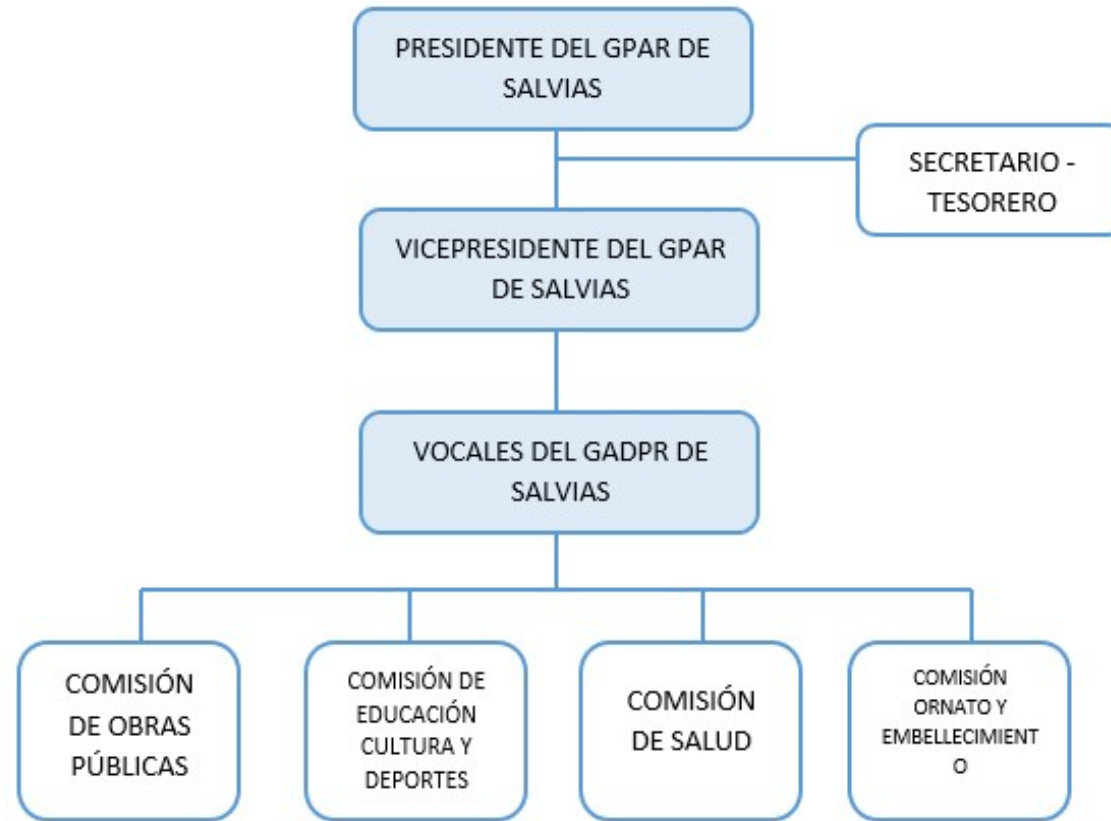 PRESIDENTE DEL GPAR DE
SALVIAS
SECRETARIO -
TESORERO
VICEPRESIDENTE DEL GPAR
DE SALVIAS
VOCALES DEL GADPR DE
SALVIAS
COMISIÓN
DE OBRAS
PÚBLICAS
COMISIÓN DE
EDUCACIÓN
CULTURA Y
DEPORTES
COMISIÓN
DE SALUD
COMISIÓN
ORNATO Y
EMBELLECIMIENT
O